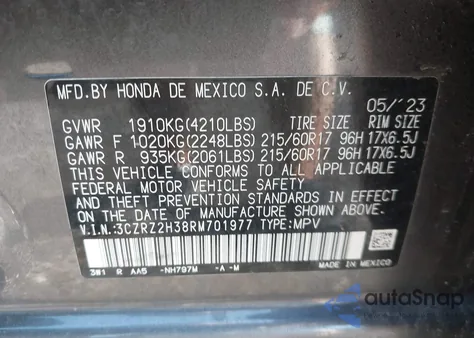 MFD.BY HONDA DE MEXICO S.A. DE C.V.
05/'23
GVWR 1910KG(4210LBS) TIRE SIZE RIM SIZE
GAWR F 1020KG(2248LBS) 215/60R17 96H 17X6.5J
GAWR R 935KG(2061LBS) 215/60R17 96H 17X6.5J
THIS VEHICLE CONFORMS TO ALL APPLICABLE
FEDERAL MOTOR VEHICLE SAFETY
AND THEFT PREVENTION STANDARDS IN EFFECT
ON THE DATE OF MANUFACTURE SHOWN ABOVE.
V.I.N.:3CZRZ2H38RM701977 TYPE:MPV
3W1 R AA5 -NH797M -A -M
MADE IN MEXICO
autoSnap